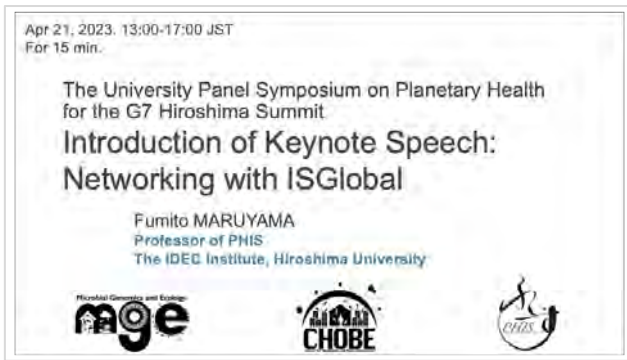 Apr 21, 2023. 13:00-17:00 JST
For 15 min.
The University Panel Symposium on Planetary Health
for the G7 Hiroshima Summit
Introduction of Keynote Speech:
Networking with ISGlobal
Fumito MARUYAMA
Professor of PHIS
The IDEC Institute, Hiroshima University
Microbial Genomics and Ecology
mge
CHOBE
PHIS